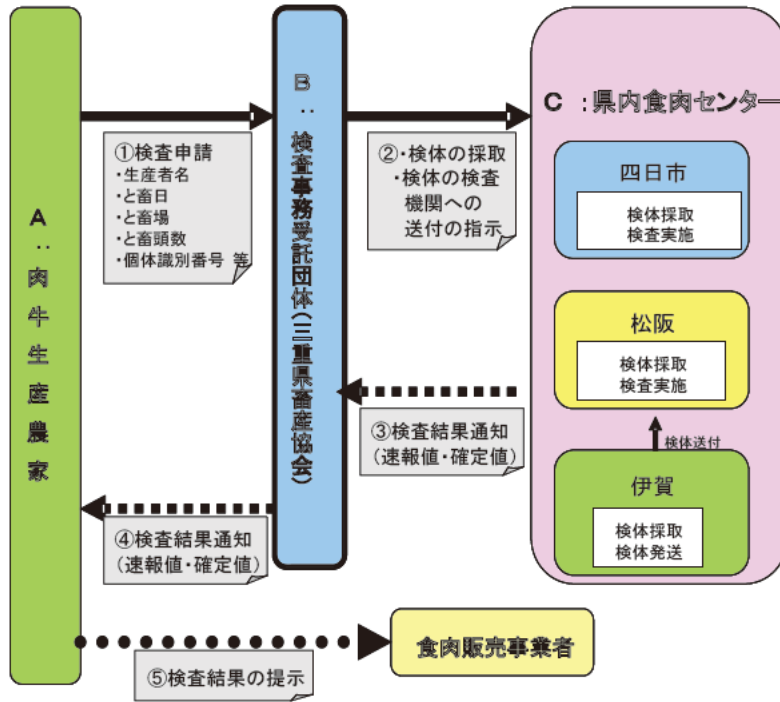 A：肉牛生産農家
①検査申請
・生産者名
・と畜日
・と畜場
・と畜頭数
・個体識別番号 等
B：検査事務受託団体（三重県畜産協会）
②・検体の採取
・検体の検査
機関への
送付の指示
C ：県内食肉センター
四日市
検体採取
検査実施
松阪
検体採取
検査実施
検体送付
伊賀
検体採取
検体発送
③検査結果通知
（速報値・確定値）
④検査結果通知
（速報値・確定値）
⑤検査結果の提示
食肉販売事業者